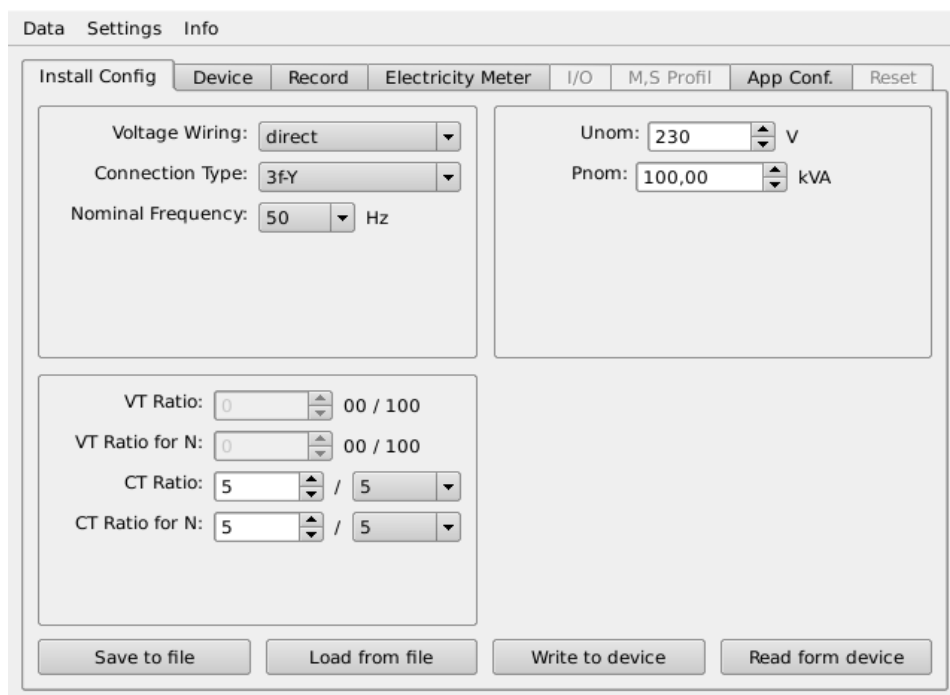 Data Settings Info
Install Config Device Record Electricity Meter I/O M,S Profil App Conf. Reset
Voltage Wiring: direct
Connection Type: 3f-Y
Nominal Frequency: 50 Hz
Unom: 230 V
Pnom: 100,00 kVA
VT Ratio: 0 00 / 100
VT Ratio for N: 0 00 / 100
CT Ratio: 5 / 5
CT Ratio for N: 5 / 5
Save to file Load from file Write to device Read form device